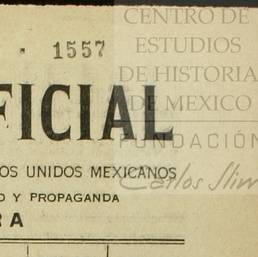 1557
CENTRO DE
ESTUDIOS
DE HISTORIA
DE MEXICO
FUNDACIÓN
Carlos Slim
FICIAL
OS UNIDOS MEXICANOS
O Y PROPAGANDA
RA